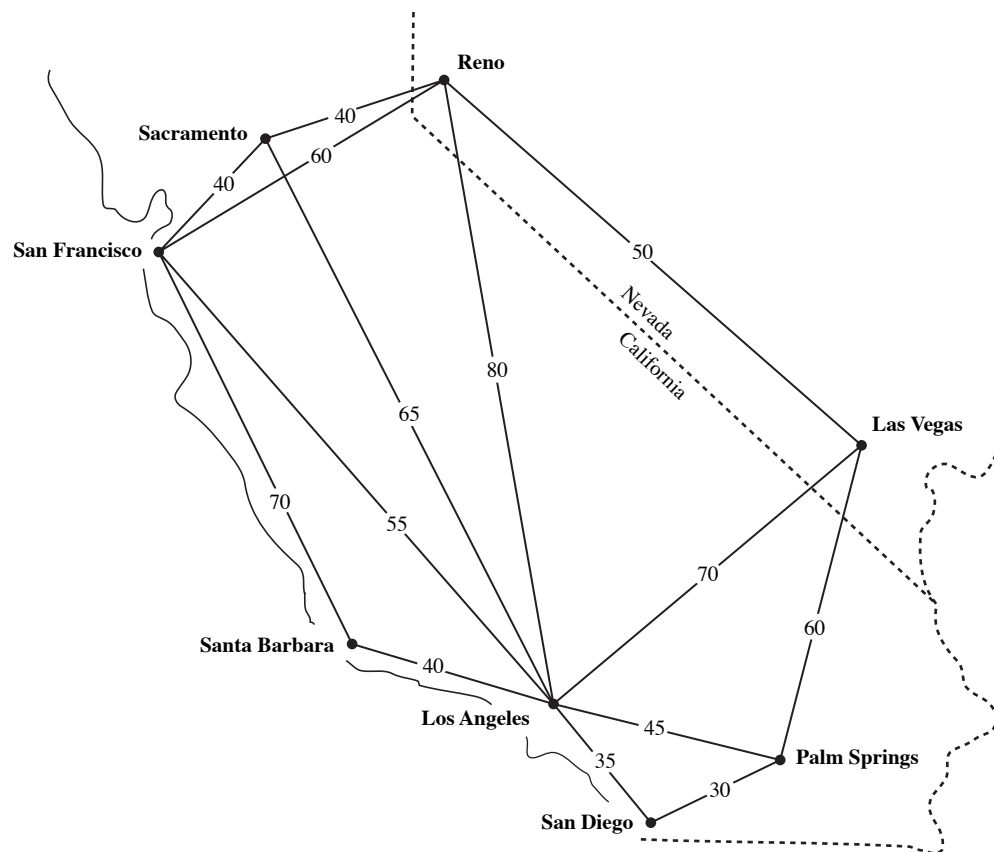 Reno
40
Sacramento
60
40
San Francisco
50
Nevada
California
80
65
Las Vegas
70
55
70
60
Santa Barbara
40
Los Angeles
45
35
Palm Springs
30
San Diego